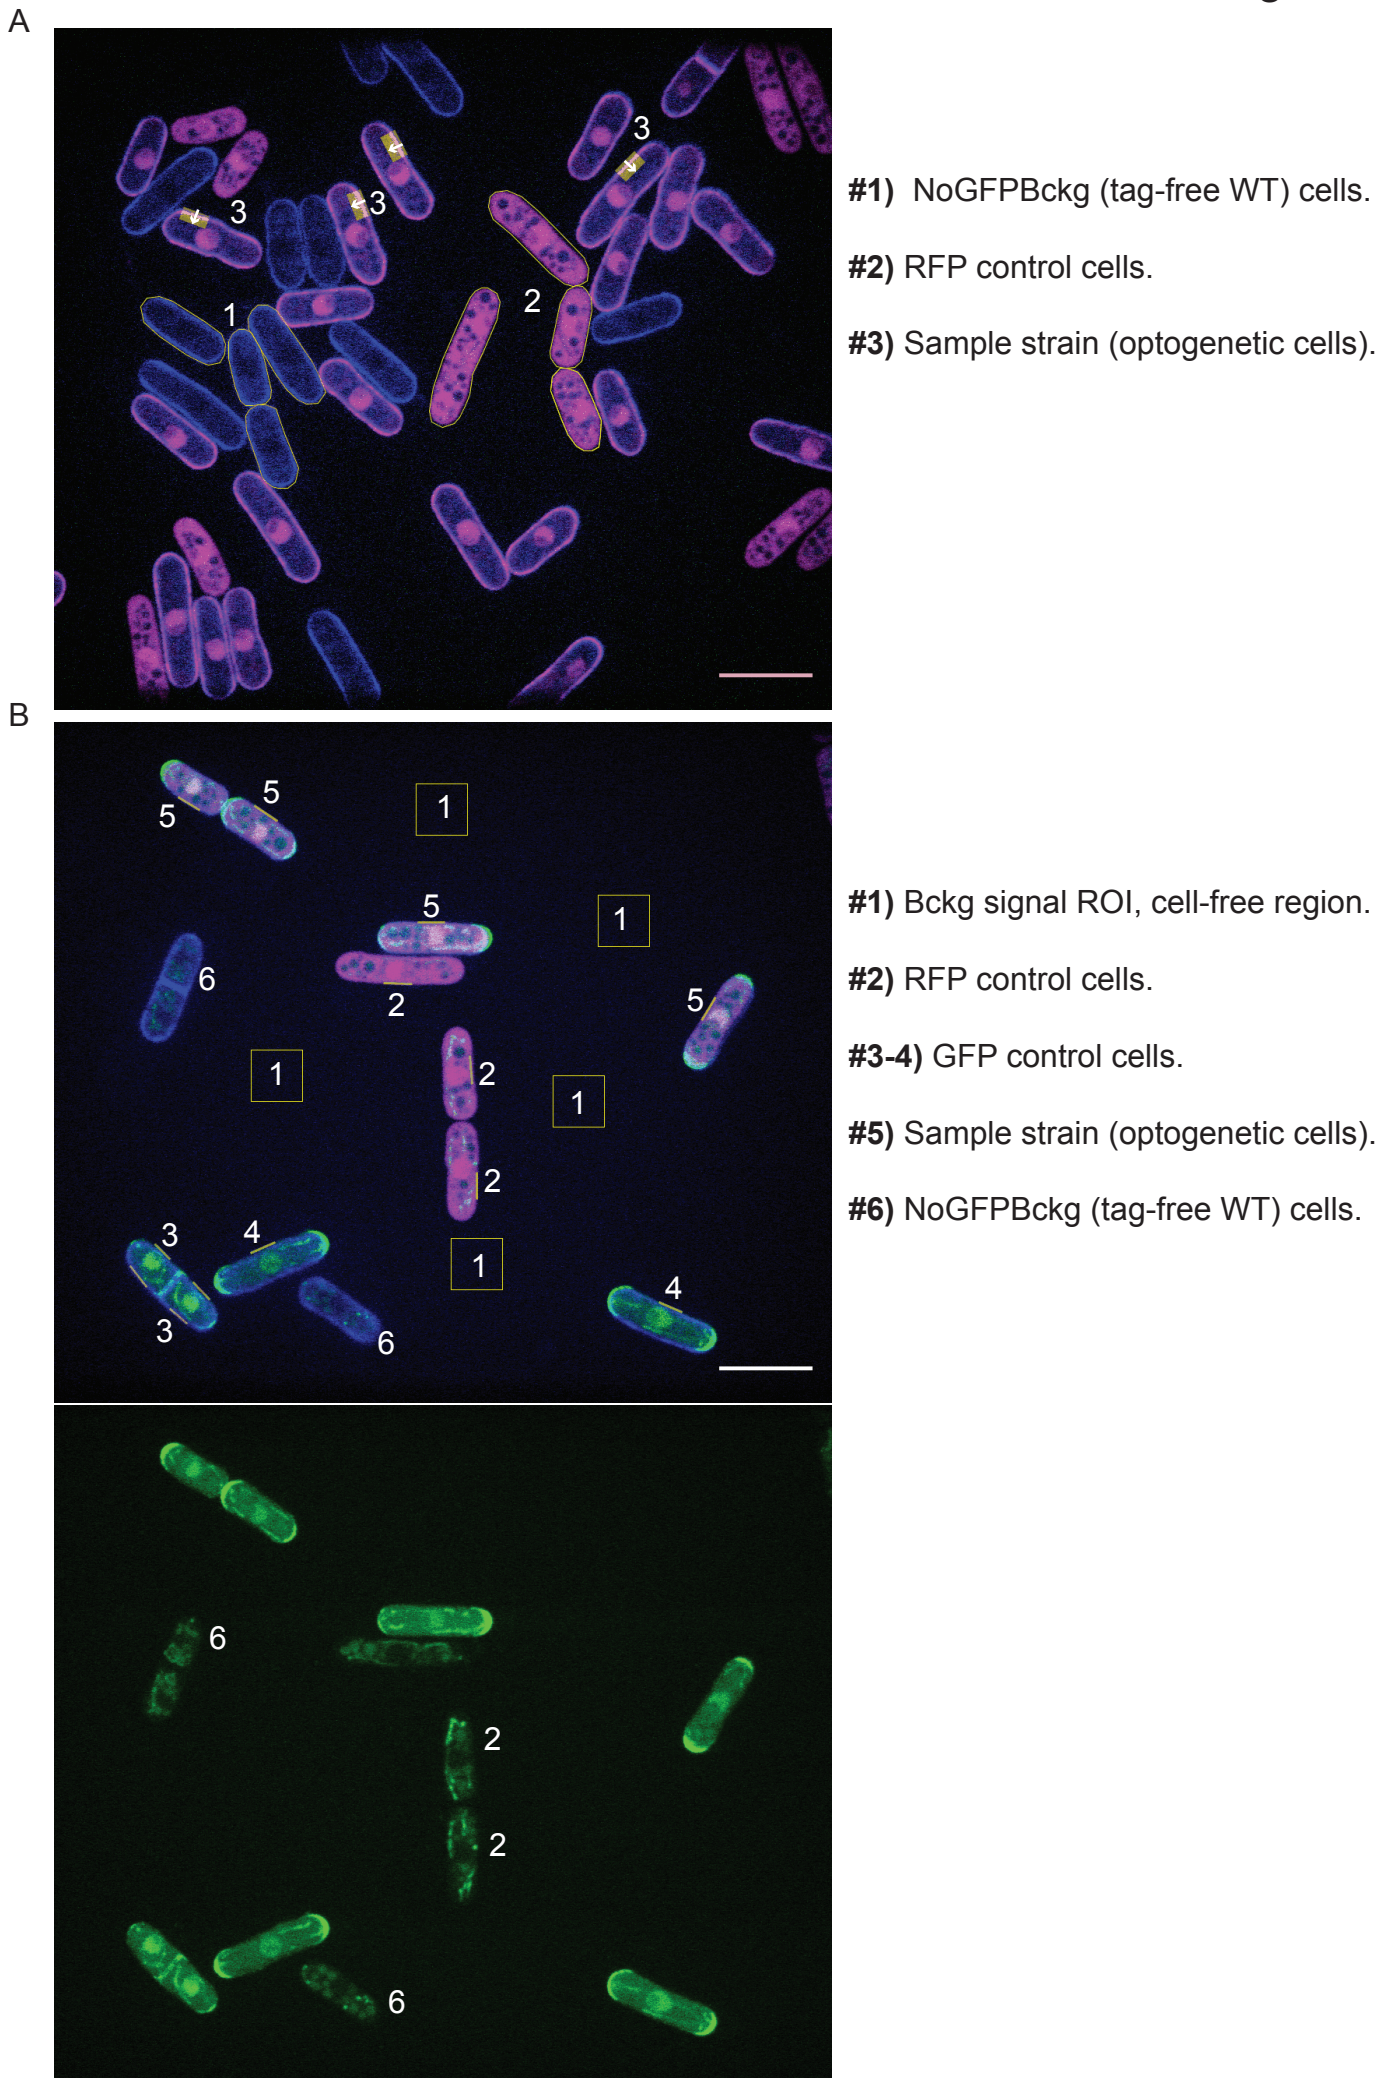 g
A
3
3
3
1
2
#1) NoGFPBckg (tag-free WT) cells.
#2) RFP control cells.
#3) Sample strain (optogenetic cells).
B
5
5
1
5
1
6
2
5
1
2
1
2
3
4
1
4
3
6
#1) Bckg signal ROI, cell-free region.
#2) RFP control cells.
#3-4) GFP control cells.
#5) Sample strain (optogenetic cells).
#6) NoGFPBckg (tag-free WT) cells.
6
2
2
6